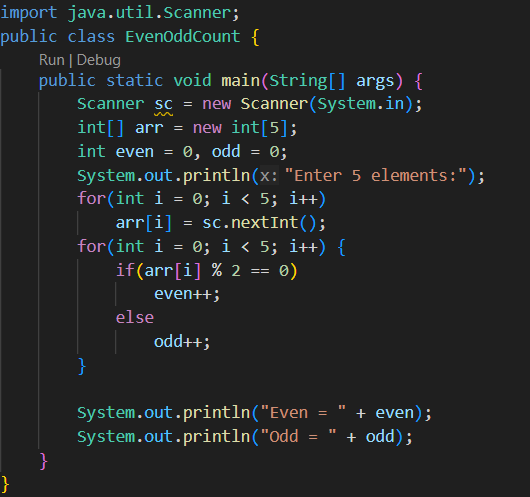 import java.util.Scanner;
public class EvenOddCount {
    Run | Debug
    public static void main(String[] args) {
        Scanner sc = new Scanner(System.in);
        int[] arr = new int[5];
        int even = 0, odd = 0;
        System.out.println(x: "Enter 5 elements:");
        for(int i = 0; i < 5; i++)
            arr[i] = sc.nextInt();
        for(int i = 0; i < 5; i++) {
            if(arr[i] % 2 == 0)
                even++;
            else
                odd++;
        }

        System.out.println("Even = " + even);
        System.out.println("Odd = " + odd);
    }
}